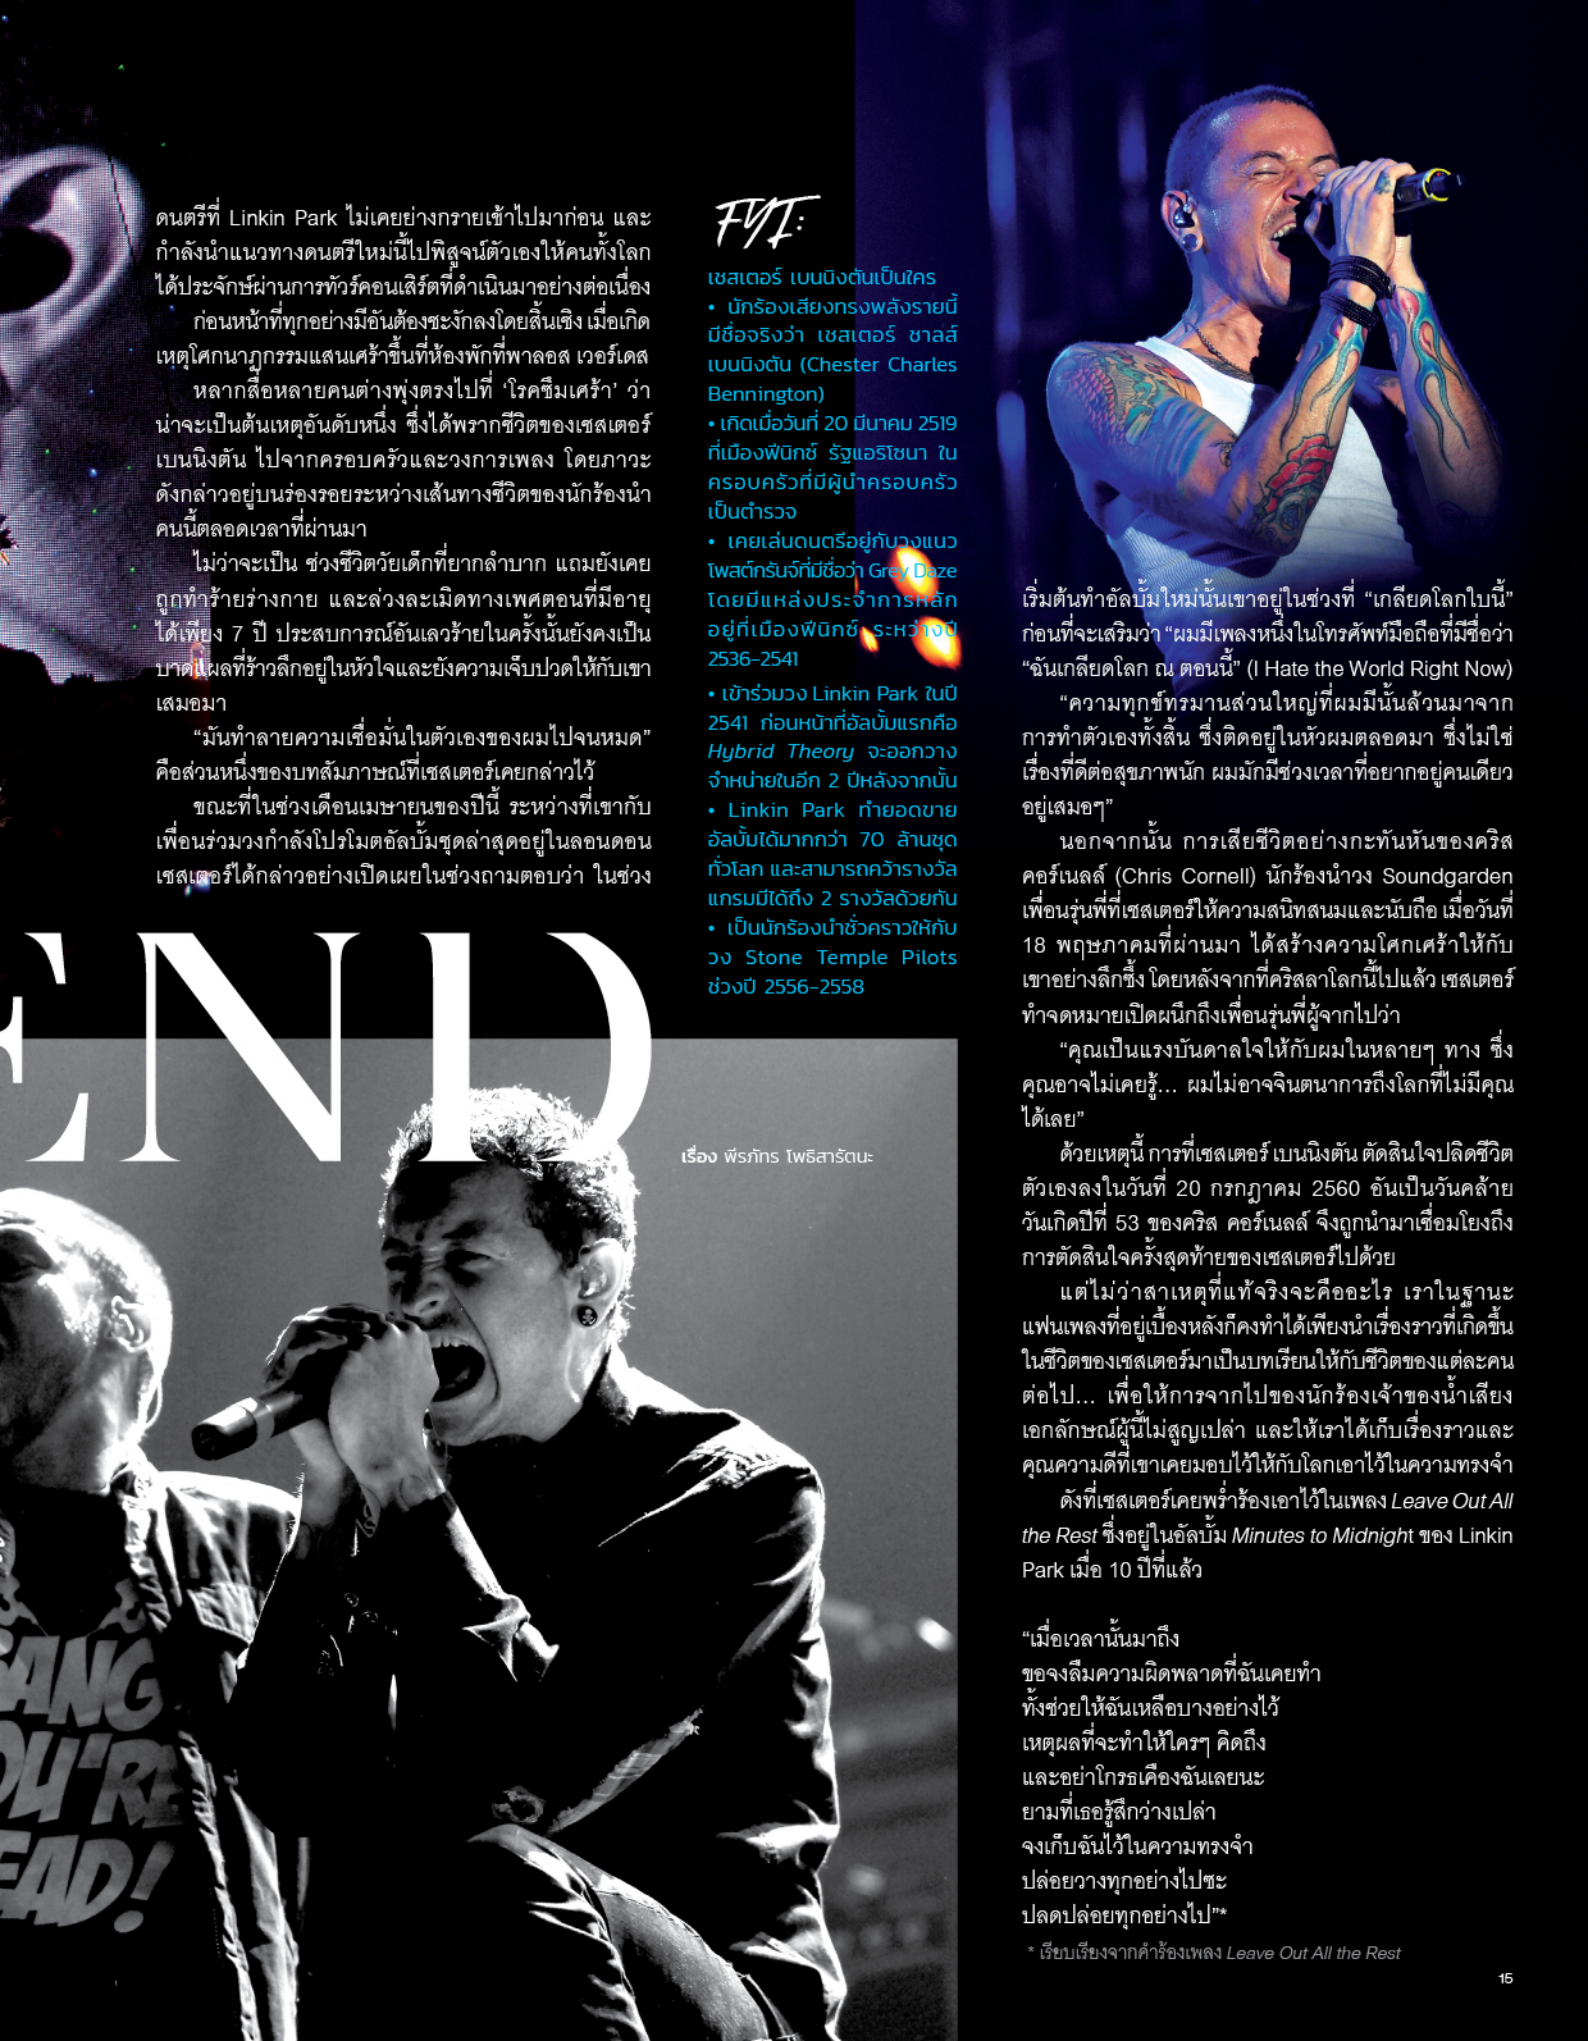 ดนตรีที่ Linkin Park ไม่เคยย่างกรายเข้าไปมาก่อน และ
กำลังนำแนวทางดนตรีใหม่นี้ไปพิสูจน์ตัวเองให้คนทั้งโลก
ได้ประจักษ์ผ่านการทัวร์คอนเสิร์ตที่ดำเนินมาอย่างต่อเนื่อง
ก่อนหน้าที่ทุกอย่างมีอันต้องชะงักลงโดยสิ้นเชิง เมื่อเกิด
เหตุโศกนาฏกรรมแสนเศร้าขึ้นที่ห้องพักที่พาลอส เวอร์เดส
หลากสื่อหลายคนต่างพุ่งตรงไปที่ ‘โรคซึมเศร้า’ ว่า
น่าจะเป็นต้นเหตุอันดับหนึ่ง ซึ่งได้พรากชีวิตของเชสเตอร์
เบนนิงตัน ไปจากครอบครัวและวงการเพลง โดยภาวะ
ดังกล่าวอยู่บนร่องรอยระหว่างเส้นทางชีวิตของนักร้องนำ
คนนี้ตลอดเวลาที่ผ่านมา
ไม่ว่าจะเป็น ช่วงชีวิตวัยเด็กที่ยากลำบาก แถมยังเคย
ถูกทำร้ายร่างกาย และล่วงละเมิดทางเพศตอนที่มีอายุ
ได้เพียง 7 ปี ประสบการณ์อันเลวร้ายในครั้งนั้นยังคงเป็น
บาดแผลที่ร้าวลึกอยู่ในหัวใจและยังความเจ็บปวดให้กับเขา
เสมอมา
“มันทำลายความเชื่อมั่นในตัวเองของผมไปจนหมด”
คือส่วนหนึ่งของบทสัมภาษณ์ที่เชสเตอร์เคยกล่าวไว้
ขณะที่ในช่วงเดือนเมษายนของปีนี้ ระหว่างที่เขากับ
เพื่อนร่วมวงกำลังโปรโมตอัลบั้มชุดล่าสุดอยู่ในลอนดอน
เชสเตอร์ได้กล่าวอย่างเปิดเผยในช่วงถามตอบว่า ในช่วง
FYI:
เชสเตอร์ เบนนิงตันเป็นใคร
• นักร้องเสียงทรงพลังรายนี้
มีชื่อจริงว่า เชสเตอร์ ชาลส์
เบนนิงตัน (Chester Charles
Bennington)
• เกิดเมื่อวันที่ 20 มีนาคม 2519
ที่เมืองฟีนิกซ์ รัฐแอริโซนา ใน
ครอบครัวที่มีผู้นำครอบครัว
เป็นตำรวจ
• เคยเล่นดนตรีอยู่กับวงแนว
โพสต์กรันจ์ที่มีชื่อว่า Grey Daze
โดยมีแหล่งประจำการหลัก
อยู่ที่เมืองฟีนิกซ์ ระหว่างปี
2536-2541
• เข้าร่วมวง Linkin Park ในปี
2541 ก่อนหน้าที่อัลบั้มแรกคือ
Hybrid Theory จะออกวาง
จำหน่ายในอีก 2 ปีหลังจากนั้น
• Linkin Park ทำยอดขาย
อัลบั้มได้มากกว่า 70 ล้านชุด
ทั่วโลก และสามารถคว้ารางวัล
แกรมมีได้ถึง 2 รางวัลด้วยกัน
• เป็นนักร้องนำชั่วคราวให้กับ
วง Stone Temple Pilots
ช่วงปี 2556-2558
END
เรื่อง พีรภัทร โพธิสารัตนะ
เริ่มต้นทำอัลบั้มใหม่นั้นเขาอยู่ในช่วงที่ “เกลียดโลกใบนี้”
ก่อนที่จะเสริมว่า “ผมมีเพลงหนึ่งในโทรศัพท์มือถือที่มีชื่อว่า
“ฉันเกลียดโลก ณ ตอนนี้” (I Hate the World Right Now)
“ความทุกข์ทรมานส่วนใหญ่ที่ผมมีนั้นล้วนมาจาก
การทำตัวเองทั้งสิ้น ซึ่งติดอยู่ในหัวผมตลอดมา ซึ่งไม่ใช่
เรื่องที่ดีต่อสุขภาพนัก ผมมักมีช่วงเวลาที่อยากอยู่คนเดียว
อยู่เสมอๆ”
นอกจากนั้น การเสียชีวิตอย่างกะทันหันของคริส
คอร์เนลล์ (Chris Cornell) นักร้องนำวง Soundgarden
เพื่อนรุ่นพี่ที่เชสเตอร์ให้ความสนิทสนมและนับถือ เมื่อวันที่
18 พฤษภาคมที่ผ่านมา ได้สร้างความโศกเศร้าให้กับ
เขาอย่างลึกซึ้ง โดยหลังจากที่คริสลาโลกนี้ไปแล้ว เชสเตอร์
ทำจดหมายเปิดผนึกถึงเพื่อนรุ่นพี่ผู้จากไปว่า
“คุณเป็นแรงบันดาลใจให้กับผมในหลายๆ ทาง ซึ่ง
คุณอาจไม่เคยรู้... ผมไม่อาจจินตนาการถึงโลกที่ไม่มีคุณ
ได้เลย”
ด้วยเหตุนี้ การที่เชสเตอร์ เบนนิงตัน ตัดสินใจปลิดชีวิต
ตัวเองลงในวันที่ 20 กรกฎาคม 2560 อันเป็นวันคล้าย
วันเกิดปีที่ 53 ของคริส คอร์เนลล์ จึงถูกนำมาเชื่อมโยงถึง
การตัดสินใจครั้งสุดท้ายของเชสเตอร์ไปด้วย
แต่ไม่ว่าสาเหตุที่แท้จริงจะคืออะไร เราในฐานะ
แฟนเพลงที่อยู่เบื้องหลังก็คงทำได้เพียงนำเรื่องราวที่เกิดขึ้น
ในชีวิตของเชสเตอร์มาเป็นบทเรียนให้กับชีวิตของแต่ละคน
ต่อไป... เพื่อให้การจากไปของนักร้องเจ้าของน้ำเสียง
เอกลักษณ์ผู้นี้ไม่สูญเปล่า และให้เราได้เก็บเรื่องราวและ
คุณความดีที่เขาเคยมอบไว้ให้กับโลกเอาไว้ในความทรงจำ
ดังที่เชสเตอร์เคยพร่ำร้องเอาไว้ในเพลง Leave Out All
the Rest ซึ่งอยู่ในอัลบั้ม Minutes to Midnight ของ Linkin
Park เมื่อ 10 ปีที่แล้ว
“เมื่อเวลานั้นมาถึง
ขอจงลืมความผิดพลาดที่ฉันเคยทำ
ทั้งช่วยให้ฉันเหลือบางอย่างไว้
เหตุผลที่จะทำให้ใครๆ คิดถึง
และอย่าโกรธเคืองฉันเลยนะ
ยามที่เธอรู้สึกว่างเปล่า
จงเก็บฉันไว้ในความทรงจำ
ปล่อยวางทุกอย่างไปซะ
ปลดปล่อยทุกอย่างไป”*
* เรียบเรียงจากคำร้องเพลง Leave Out All the Rest
15
ANG
OU'RE
EAD!